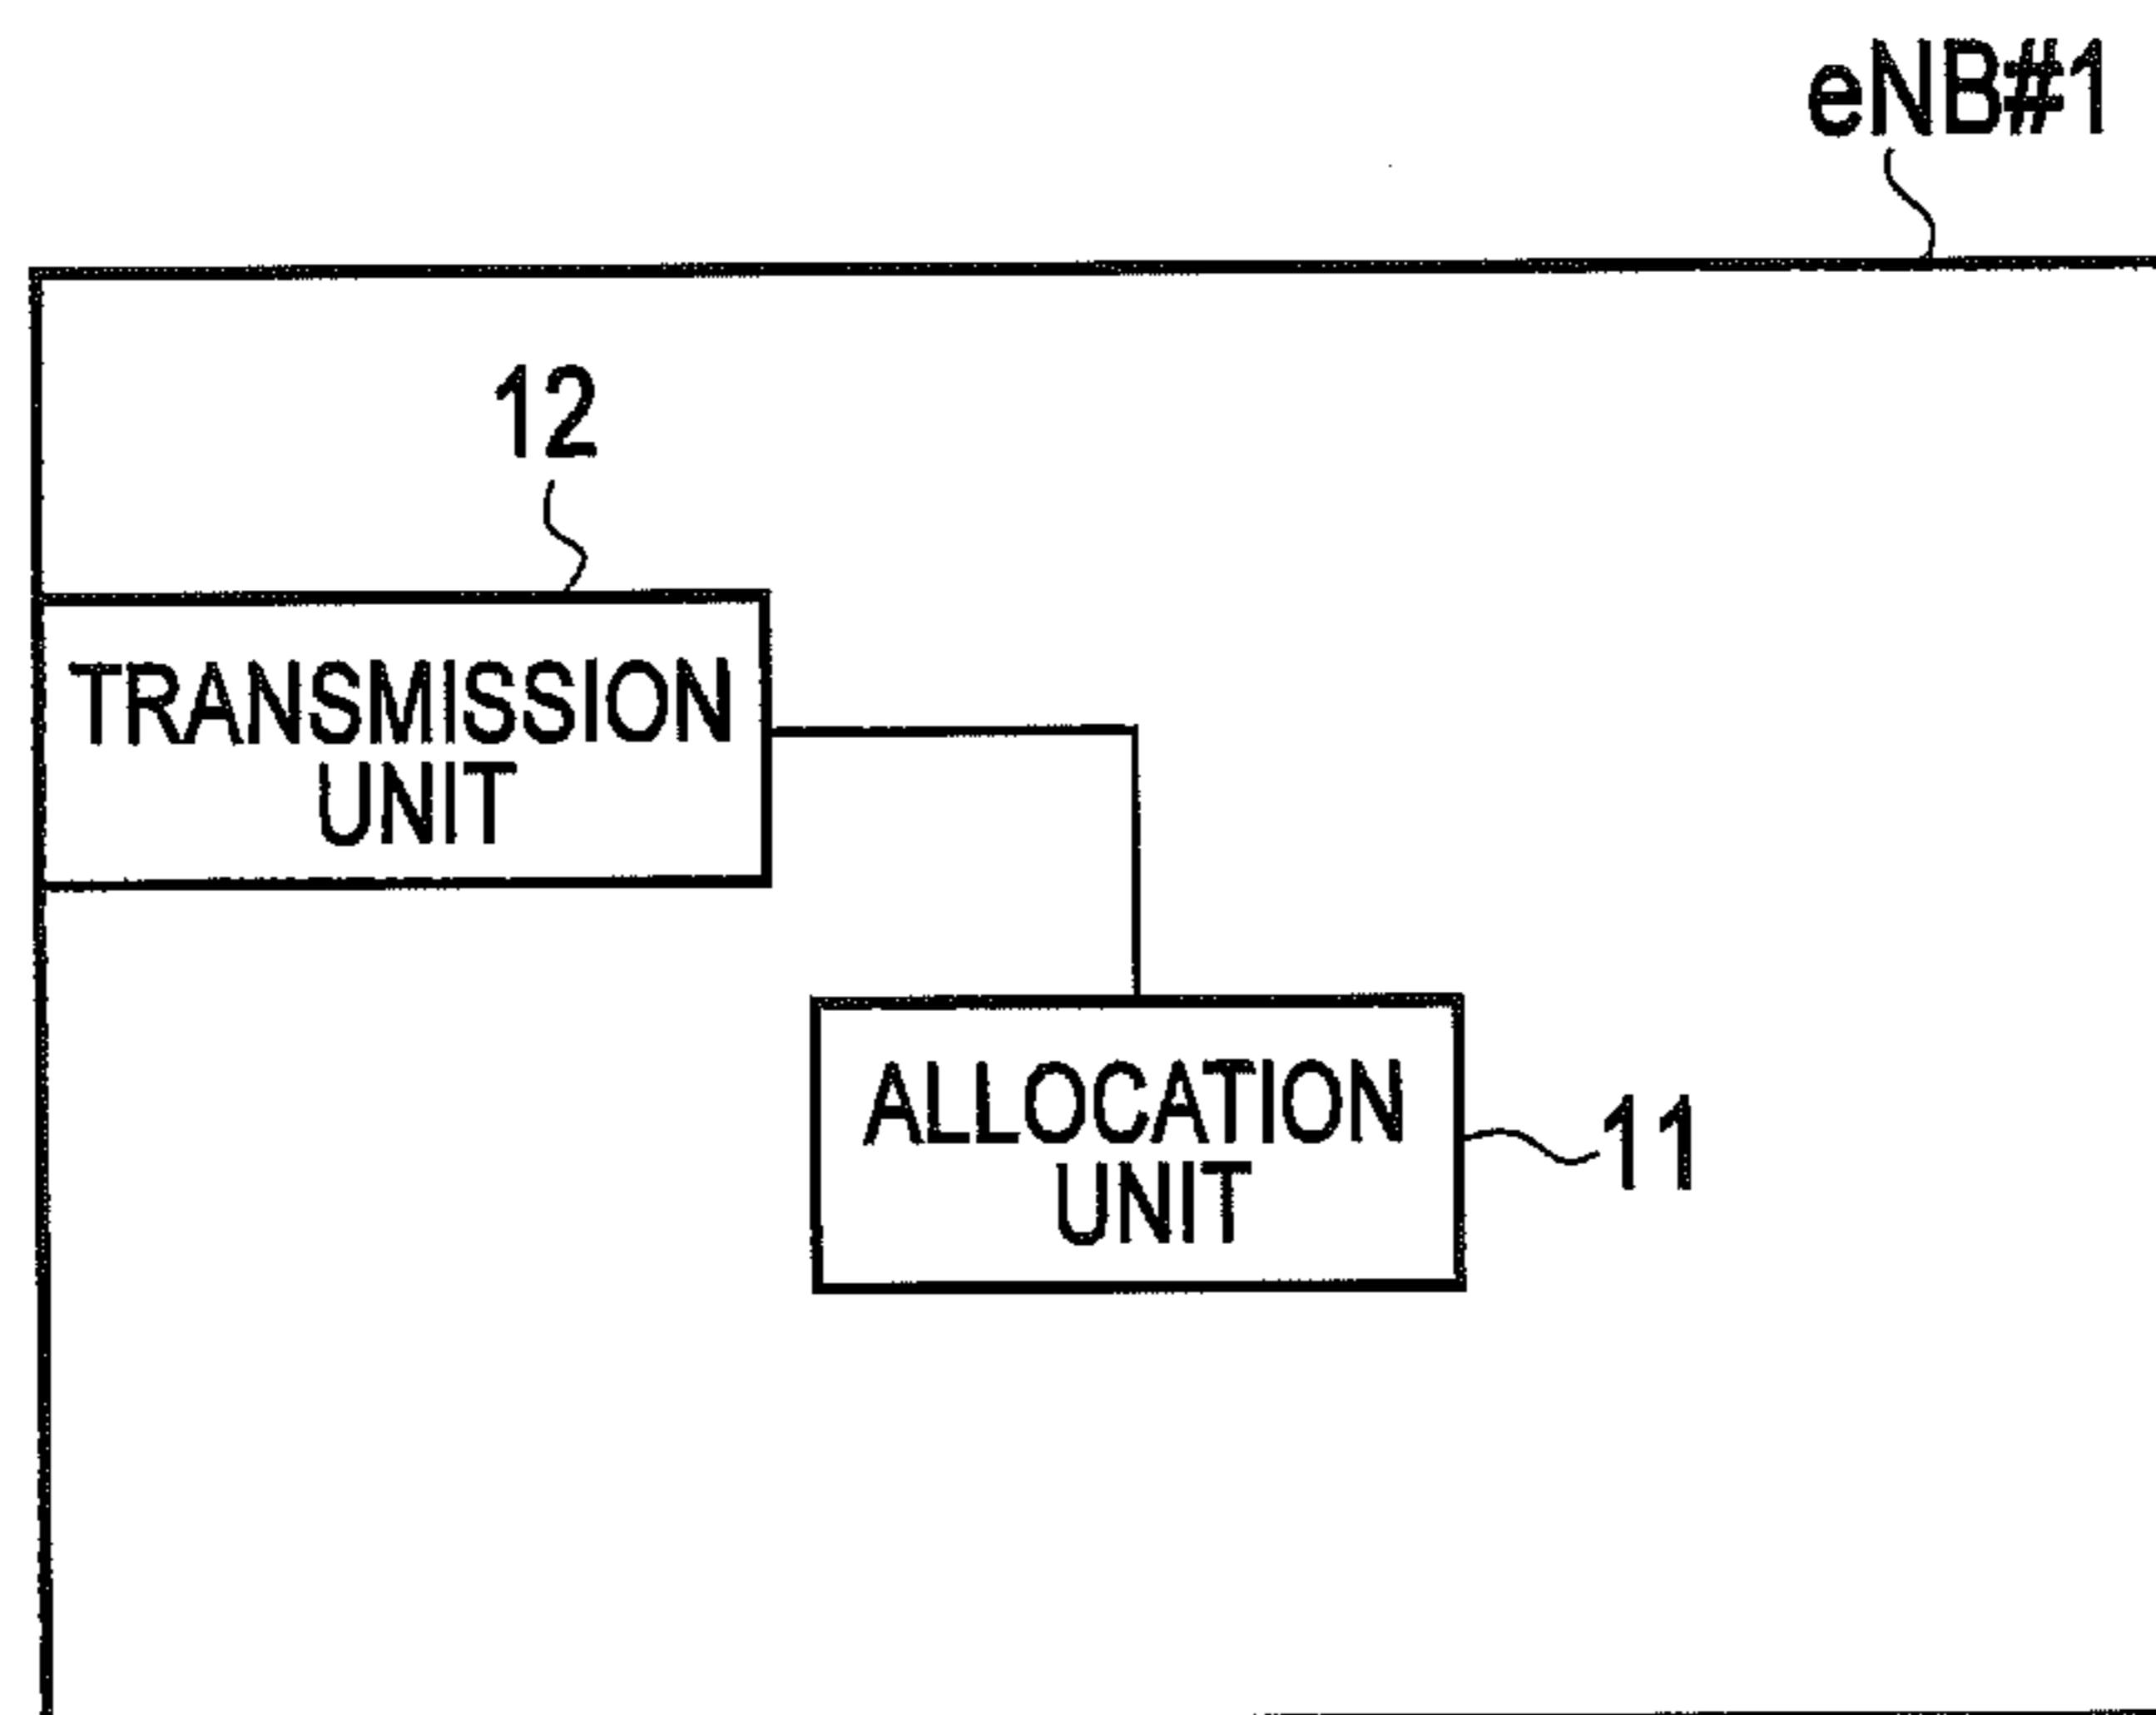 eNB#1
12
TRANSMISSION
UNIT
ALLOCATION
UNIT
11